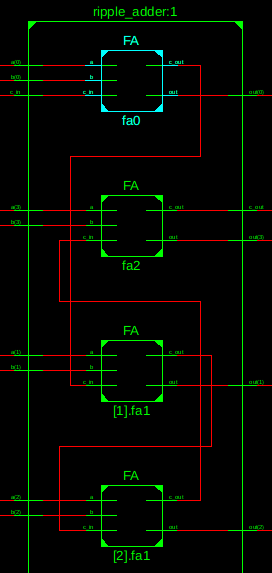 ripple_adder:1
FA
a(0) a c_out
b(0) b
c_in c_in out out(0)
fa0
FA
a(3) a c_out c_out
b(3) b
c_in out out(3)
fa2
FA
a(1) a c_out
b(1) b
c_in out out(1)
[1].fa1
FA
a(2) a c_out
b(2) b
c_in out out(2)
[2].fa1